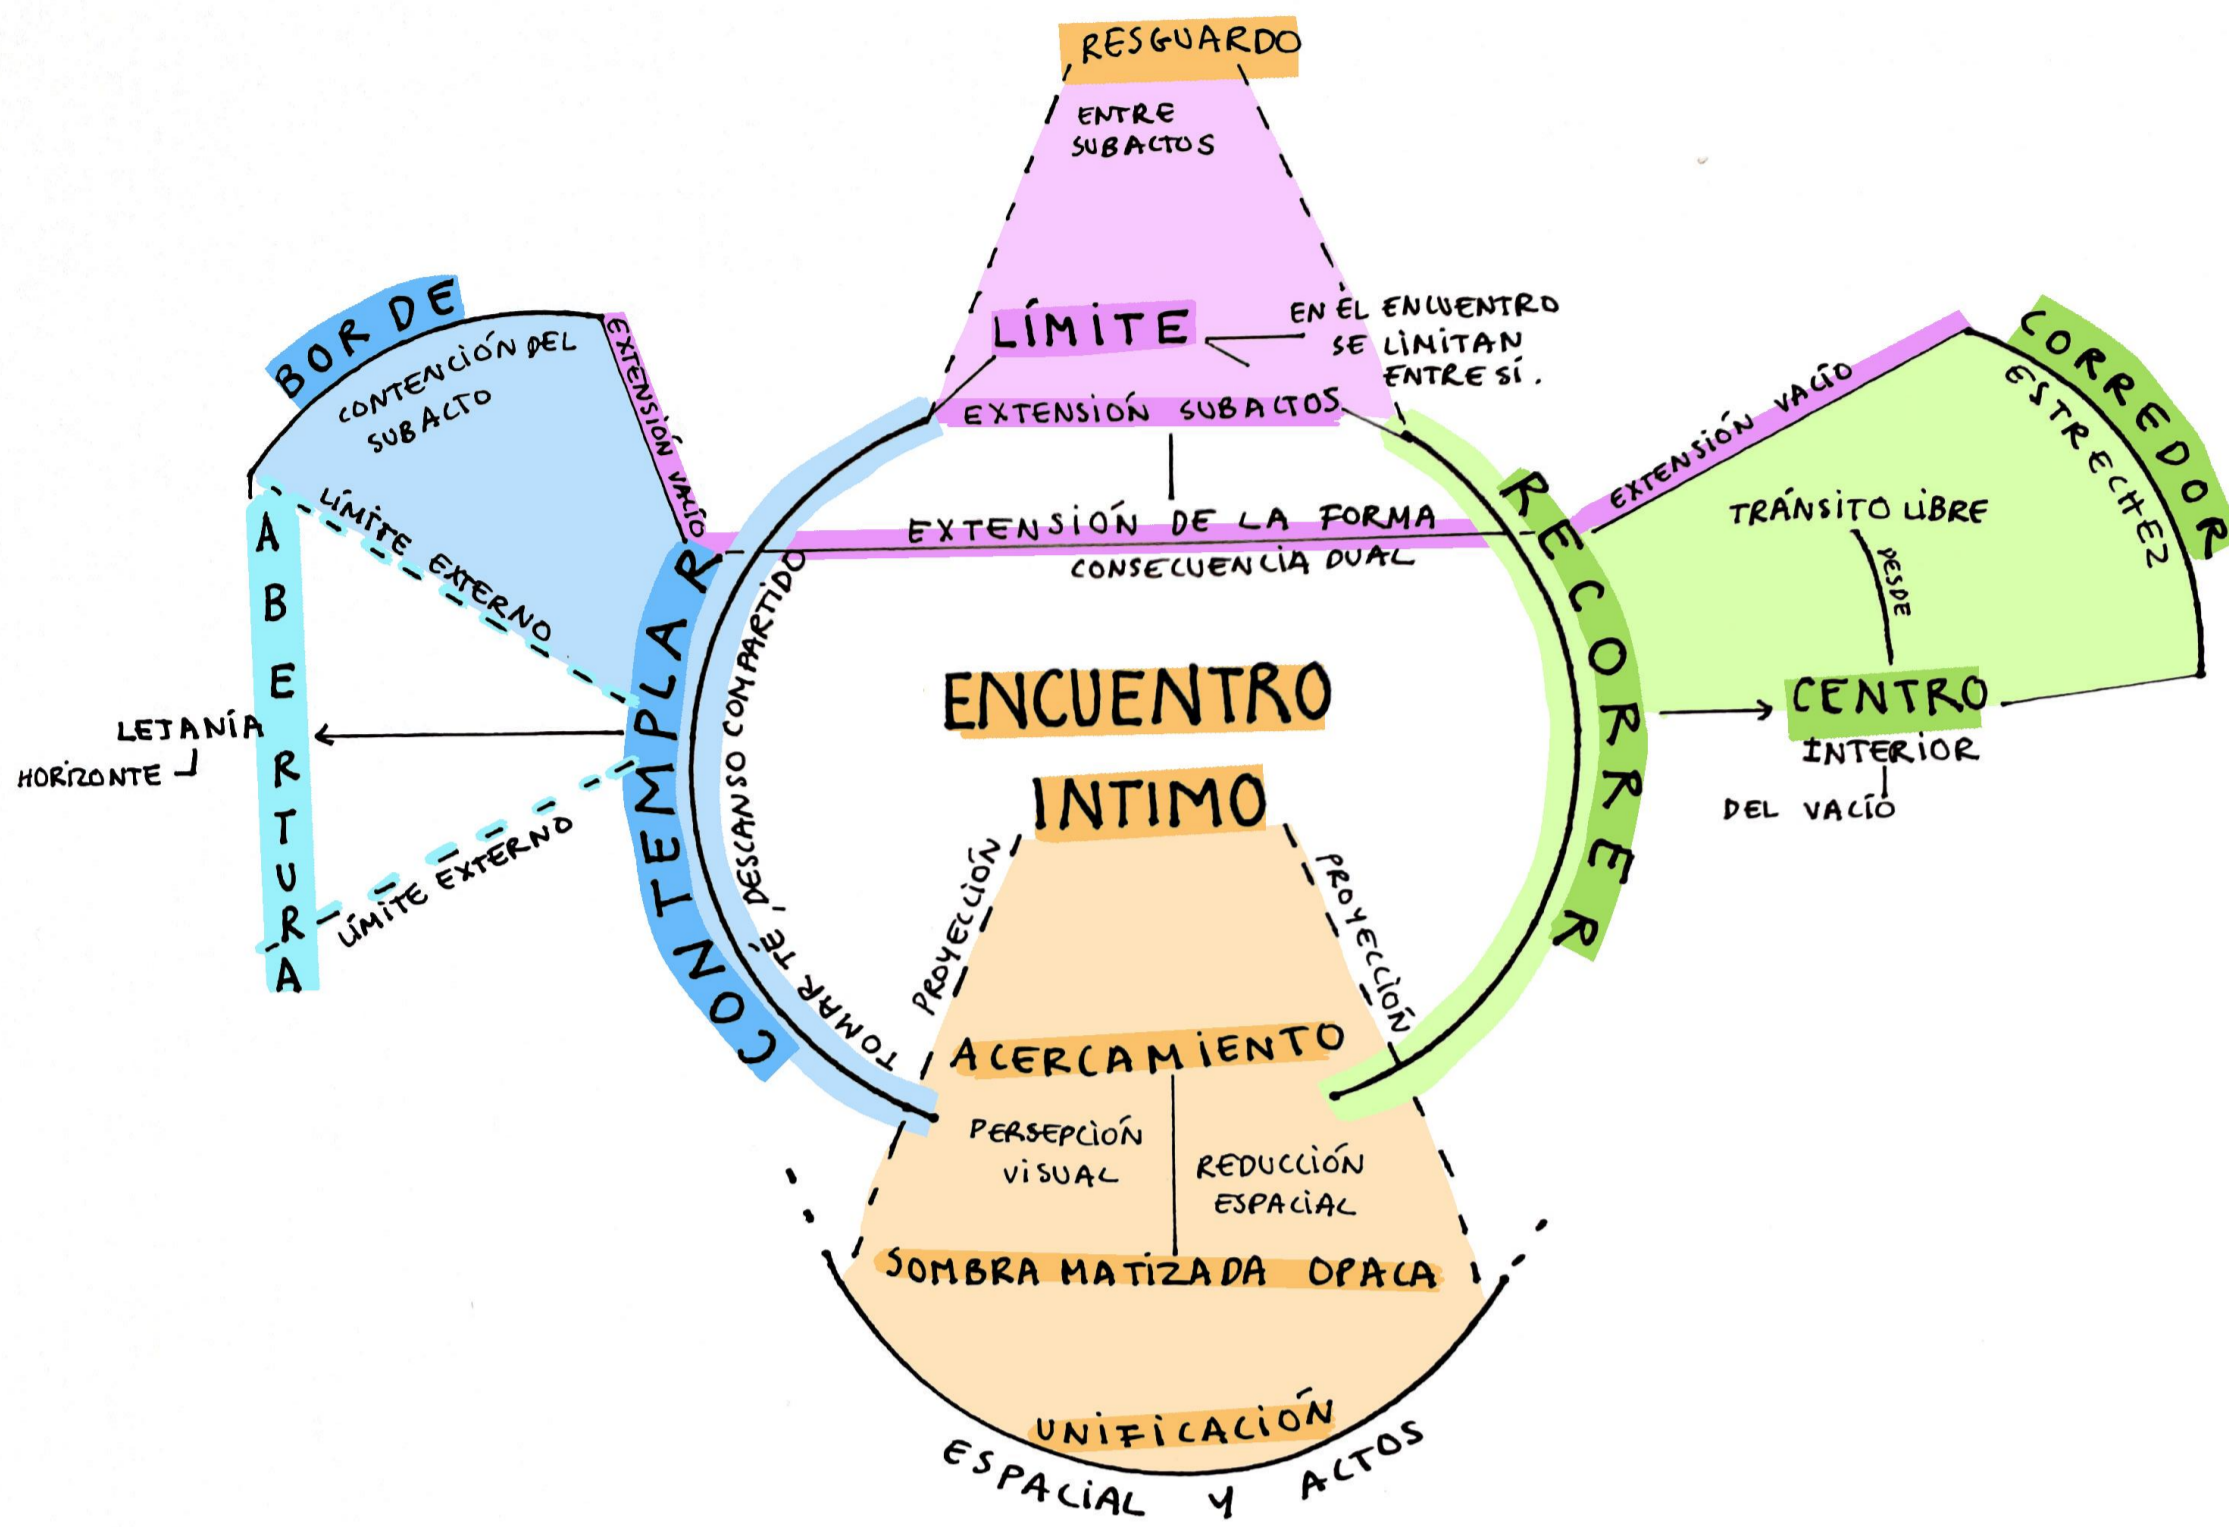 RESGUARDO
ENTRE
SUBACTOS
LÍMITE
EN EL ENCUENTRO
SE LIMITAN
ENTRE SÍ.
EXTENSIÓN SUBACTOS
EXTENSIÓN DE LA FORMA
CONSECUENCIA DUAL
BORDE
CONTENCIÓN DEL
SUBACTO
EXTENSIÓN VACÍO
LÍMITE EXTERNO
ABERTURA
LEJANÍA
HORIZONTE
LÍMITE EXTERNO
CONTEMPLAR
TOMAR TÉ, DESCANSO COMPARTIDO
ENCUENTRO
INTIMO
RECORRER
EXTENSIÓN VACÍO
CORREDOR
ESTRECHEZ
TRÁNSITO LIBRE
DESDE
CENTRO
INTERIOR
DEL VACÍO
PROYECCIÓN
PROYECCIÓN
ACERCAMIENTO
PERSEPCIÓN
VISUAL
REDUCCIÓN
ESPACIAL
SOMBRA MATIZADA OPACA
UNIFICACIÓN
ESPACIAL Y ACTOS